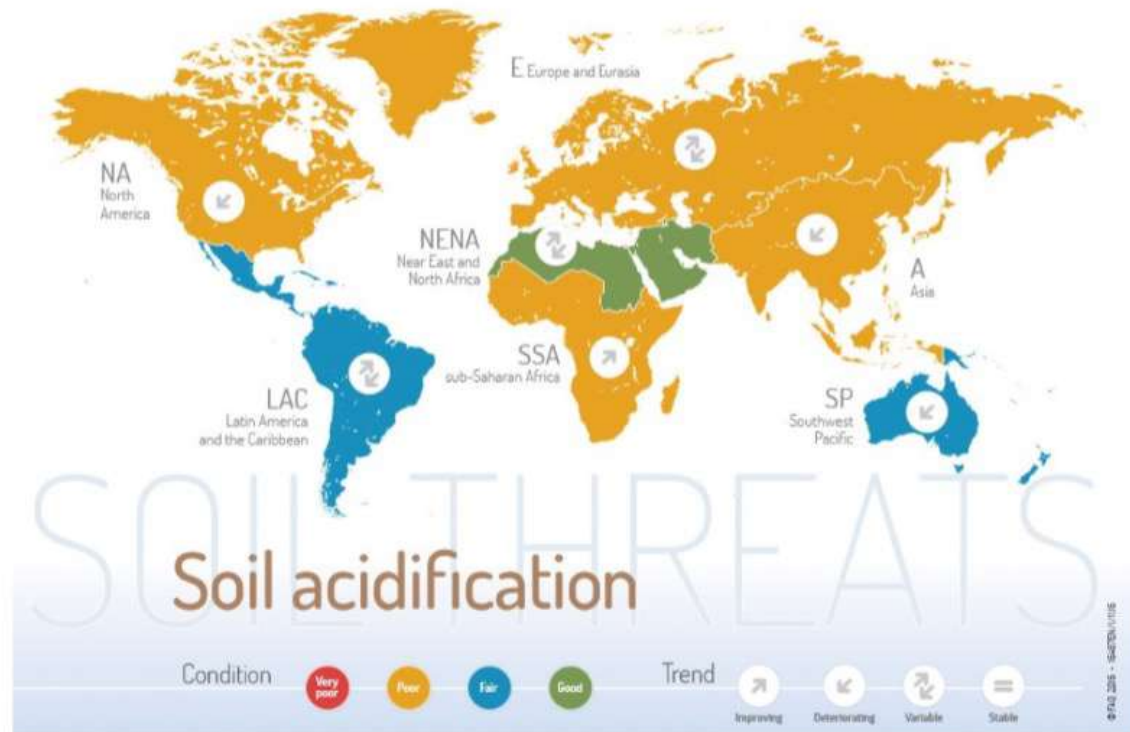 E Europe and Eurasia
NA
North
America
NENA
Near East and
North Africa
A
Asia
SSA
sub-Saharan Africa
LAC
Latin America
and the Caribbean
SP
Southwest
Pacific
SOIL THREATS
Soil acidification
Condition
Very
poor
Poor
Fair
Good
Trend
Improving
Deteriorating
Variable
Stable